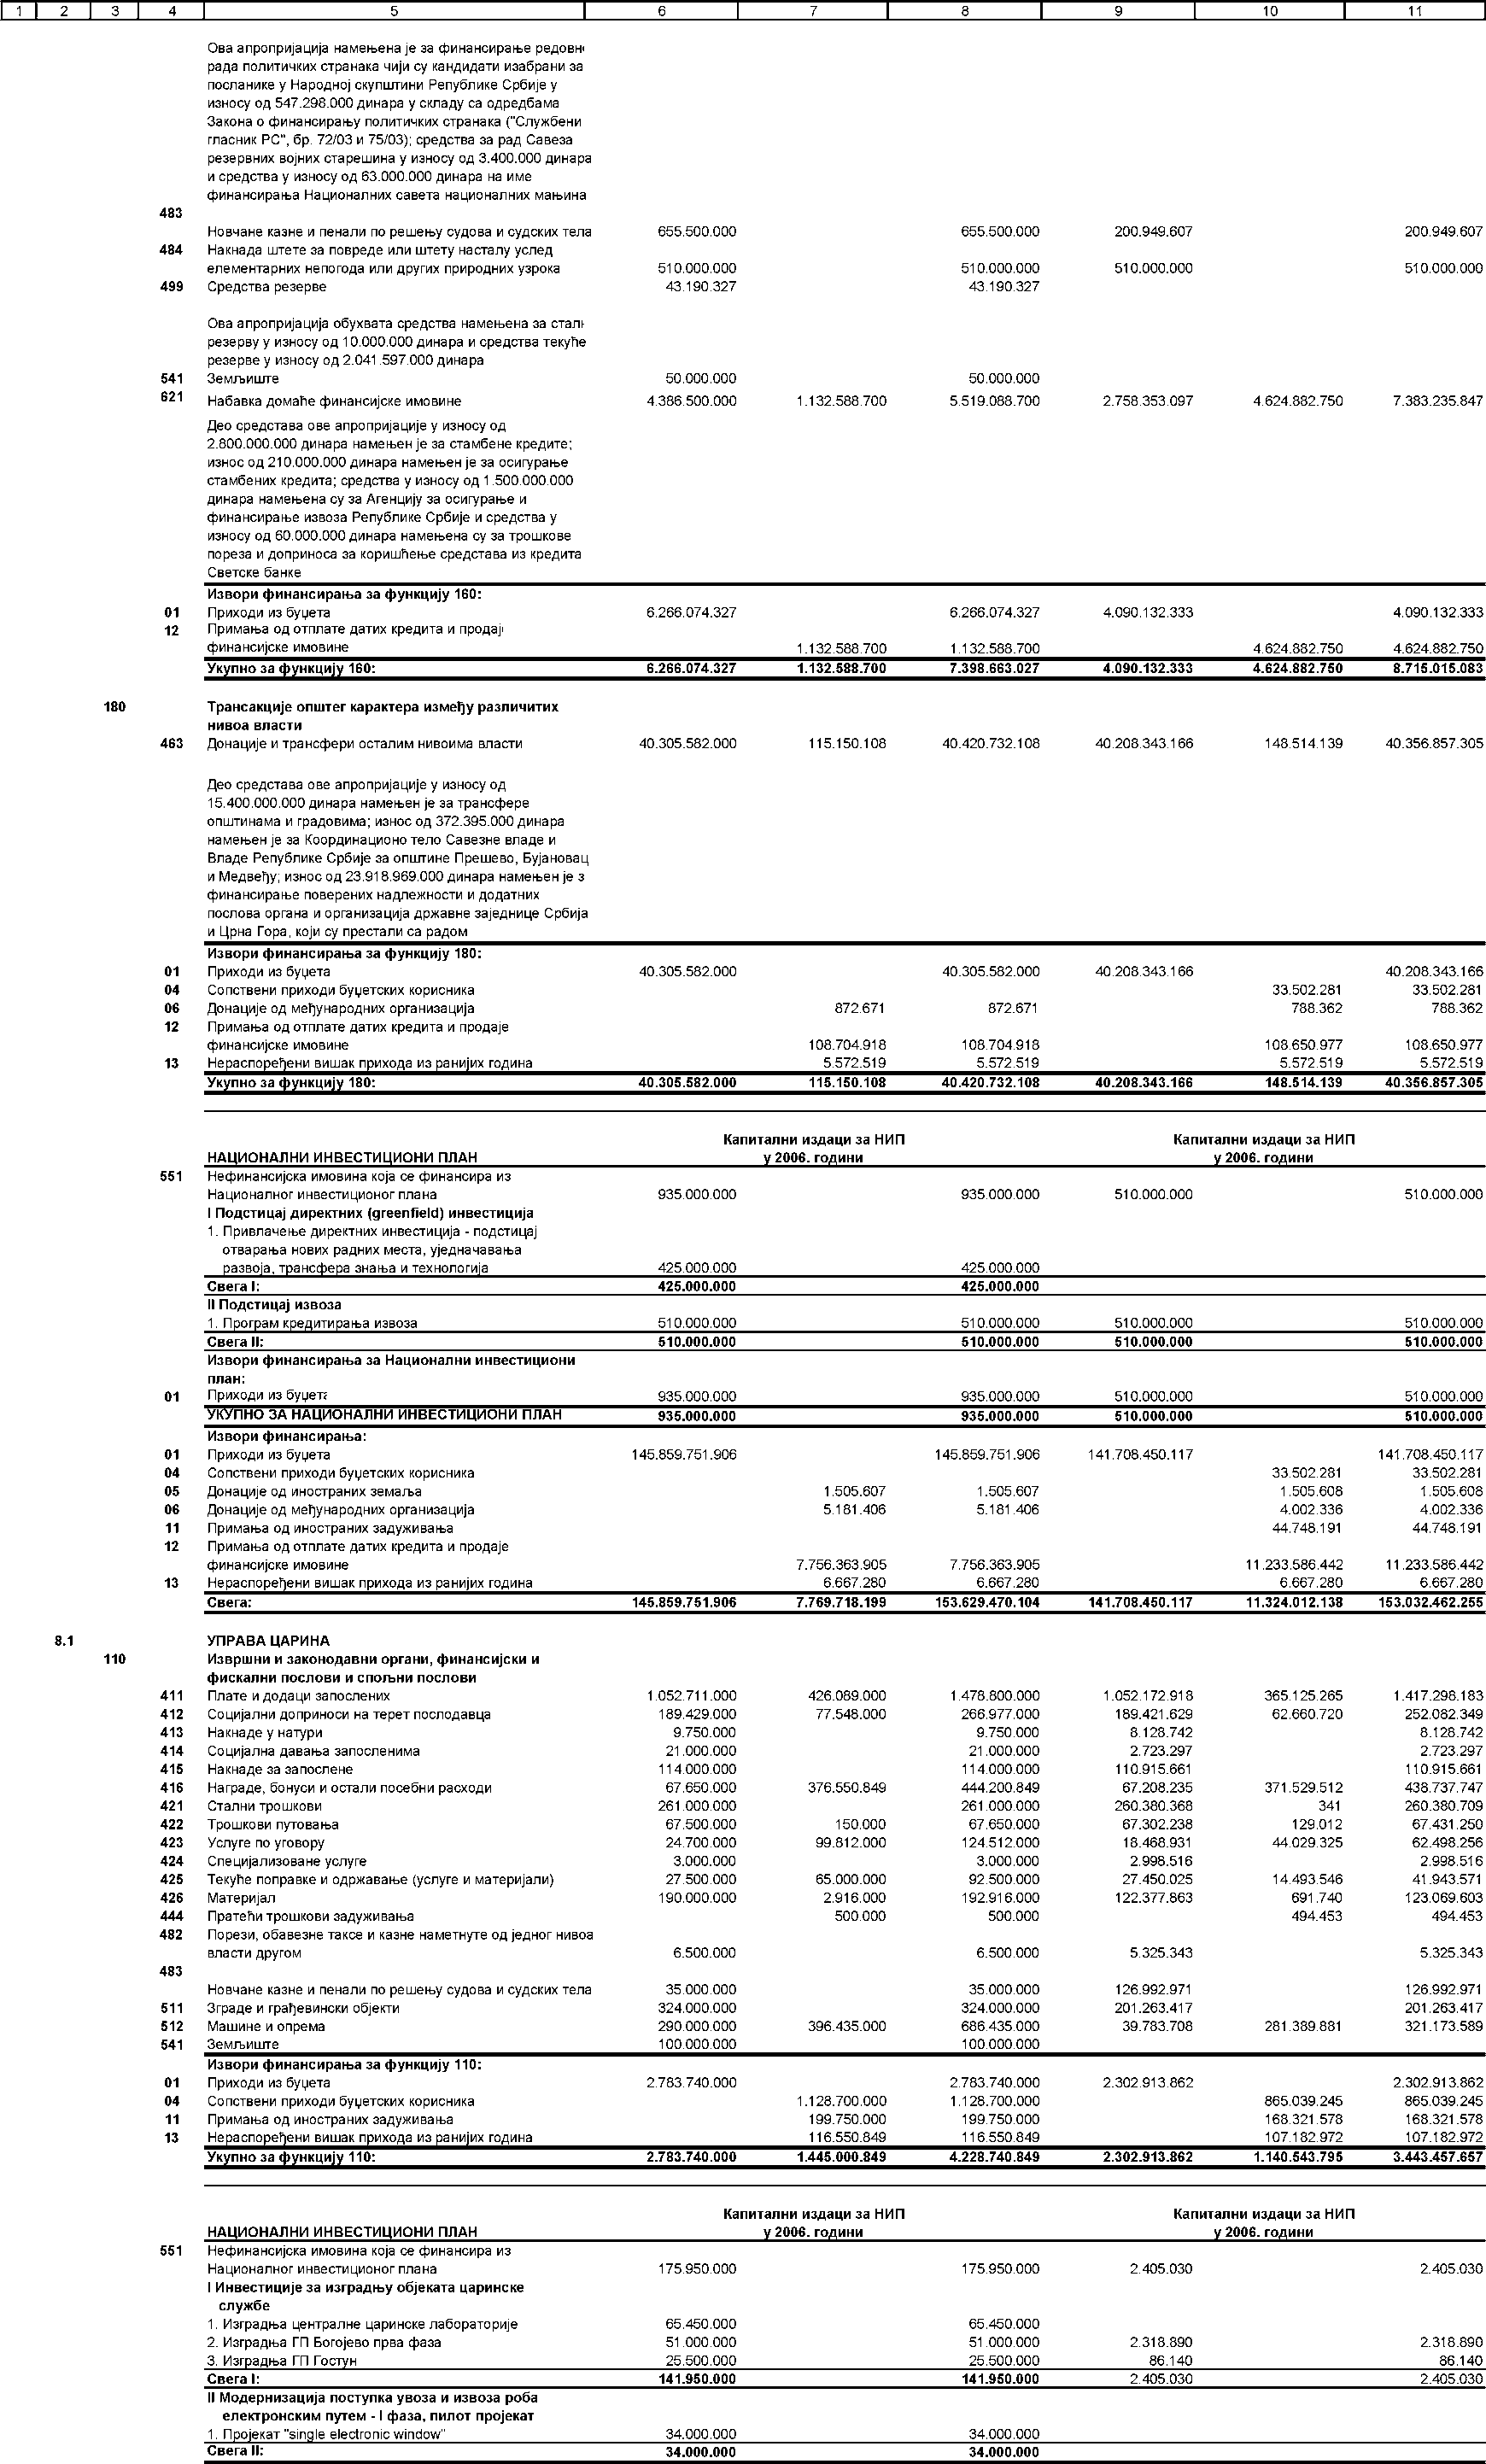 1 2 3 4 5 6 7 8 9 10 11
Ова апропријација намењена је за финансирање редовн
рада политичких странака чији су кандидати изабрани за
посланике у Народној скупштини Републике Србије у
износу од 547.298.000 динара у складу са одредбама
Закона о финансирању политичких странака ("Службени
гласник РС", бр. 72/03 и 75/03); средства за рад Савеза
резервних војних старешина у износу од 3.400.000 динара
и средства у износу од 63.000.000 динара на име
финансирања Националних савета националних мањина
483
Новчане казне и пенали по решењу судова и судских тела 655.500.000 655.500.000 200.949.607 200.949.607
484 Накнада штете за повреде или штету насталу услед
елементарних непогода или других природних узрока 510.000.000 510.000.000 510.000.000 510.000.000
499 Средства резерве 43.190.327 43.190.327
Ова апропријација обухвата средства намењена за стал
резерву у износу од 10.000.000 динара и средства текуће
резерве у износу од 2.041.597.000 динара
541 Земљиште 50.000.000 50.000.000
621 Набавка домаће финансијске имовине 4.386.500.000 1.132.588.700 5.519.088.700 2.758.353.097 4.624.882.750 7.383.235.847
Део средстава ове апропријације у износу од
2.800.000.000 динара намењен је за стамбене кредите;
износ од 210.000.000 динара намењен је за осигурање
стамбених кредита; средства у износу од 1.500.000.000
динара намењена су за Агенцију за осигурање и
финансирање извоза Републике Србије и средства у
износу од 60.000.000 динара намењена су за трошкове
пореза и доприноса за коришћење средстава из кредита
Светске банке
Извори финансирања за функцију 160:
01 Приходи из буџета 6.266.074.327 6.266.074.327 4.090.132.333 4.090.132.333
12 Примања од отплате датих кредита и продај
финансијске имовине 1.132.588.700 1.132.588.700 4.624.882.750 4.624.882.750
Укупно за функцију 160: 6.266.074.327 1.132.588.700 7.398.663.027 4.090.132.333 4.624.882.750 8.715.015.083
180 Трансакције општег карактера између различитих
нивоа власти
463 Донације и трансфери осталим нивоима власти 40.305.582.000 115.150.108 40.420.732.108 40.208.343.166 148.514.139 40.356.857.305
Део средстава ове апропријације у износу од
15.400.000.000 динара намењен је за трансфере
општинама и градовима; износ од 372.395.000 динара
намењен је за Координационо тело Савезне владе и
Владе Републике Србије за општине Прешево, Бујановац
и Медвеђу; износ од 23.918.969.000 динара намењен је з
финансирање поверених надлежности и додатних
послова органа и организација државне заједнице Србија
и Црна Гора, који су престали са радом
Извори финансирања за функцију 180:
01 Приходи из буџета 40.305.582.000 40.305.582.000 40.208.343.166 40.208.343.166
04 Сопствени приходи буџетских корисника 33.502.281 33.502.281
06 Донације од међународних организација 872.671 872.671 788.362 788.362
12 Примања од отплате датих кредита и продаје
финансијске имовине 108.704.918 108.704.918 108.650.977 108.650.977
13 Нераспоређени вишак прихода из ранијих година 5.572.519 5.572.519 5.572.519 5.572.519
Укупно за функцију 180: 40.305.582.000 115.150.108 40.420.732.108 40.208.343.166 148.514.139 40.356.857.305
Капитални издаци за НИП Капитални издаци за НИП
НАЦИОНАЛНИ ИНВЕСТИЦИОНИ ПЛАН у 2006. години у 2006. години
551 Нефинансијска имовина која се финансира из
Националног инвестиционог плана 935.000.000 935.000.000 510.000.000 510.000.000
I Подстицај директних (greenfield) инвестиција
1. Привлачење директних инвестиција - подстицај
отварања нових радних места, уједначавања
развоја, трансфера знања и технологија 425.000.000 425.000.000
Свега I: 425.000.000 425.000.000
II Подстицај извоза
1. Програм кредитирања извоза 510.000.000 510.000.000 510.000.000 510.000.000
Свега II: 510.000.000 510.000.000 510.000.000 510.000.000
Извори финансирања за Национални инвестициони
план:
01 Приходи из буџета 935.000.000 935.000.000 510.000.000 510.000.000
УКУПНО ЗА НАЦИОНАЛНИ ИНВЕСТИЦИОНИ ПЛАН 935.000.000 935.000.000 510.000.000 510.000.000
Извори финансирања:
01 Приходи из буџета 145.859.751.906 145.859.751.906 141.708.450.117 141.708.450.117
04 Сопствени приходи буџетских корисника 33.502.281 33.502.281
05 Донације од иностраних земаља 1.505.607 1.505.607 1.505.608 1.505.608
06 Донације од међународних организација 5.181.406 5.181.406 4.002.336 4.002.336
11 Примања од иностраних задуживања 44.748.191 44.748.191
12 Примања од отплате датих кредита и продаје
финансијске имовине 7.756.363.905 7.756.363.905 11.233.586.442 11.233.586.442
13 Нераспоређени вишак прихода из ранијих година 6.667.280 6.667.280 6.667.280 6.667.280
Свега: 145.859.751.906 7.769.718.199 153.629.470.104 141.708.450.117 11.324.012.138 153.032.462.255
8.1 УПРАВА ЦАРИНА
110 Извршни и законодавни органи, финансијски и
фискални послови и спољни послови
411 Плате и додаци запослених 1.052.711.000 426.089.000 1.478.800.000 1.052.172.918 365.125.265 1.417.298.183
412 Социјални доприноси на терет послодавца 189.429.000 77.548.000 266.977.000 189.421.629 62.660.720 252.082.349
413 Накнаде у натури 9.750.000 9.750.000 8.128.742 8.128.742
414 Социјална давања запосленима 21.000.000 21.000.000 2.723.297 2.723.297
415 Накнаде за запослене 114.000.000 114.000.000 110.915.661 110.915.661
416 Награде, бонуси и остали посебни расходи 67.650.000 376.550.849 444.200.849 67.208.235 371.529.512 438.737.747
421 Стални трошкови 261.000.000 261.000.000 260.380.368 341 260.380.709
422 Трошкови путовања 67.500.000 150.000 67.650.000 67.302.238 129.012 67.431.250
423 Услуге по уговору 24.700.000 99.812.000 124.512.000 18.468.931 44.029.325 62.498.256
424 Специјализоване услуге 3.000.000 3.000.000 2.998.516 2.998.516
425 Текуће поправке и одржавање (услуге и материјали) 27.500.000 65.000.000 92.500.000 27.450.025 14.493.546 41.943.571
426 Материјал 190.000.000 2.916.000 192.916.000 122.377.863 691.740 123.069.603
444 Пратећи трошкови задуживања 500.000 500.000 494.453 494.453
482 Порези, обавезне таксе и казне наметнуте од једног нивоа
власти другом 6.500.000 6.500.000 5.325.343 5.325.343
483
Новчане казне и пенали по решењу судова и судских тела 35.000.000 35.000.000 126.992.971 126.992.971
511 Зграде и грађевински објекти 324.000.000 324.000.000 201.263.417 201.263.417
512 Машине и опрема 290.000.000 396.435.000 686.435.000 39.783.708 281.389.881 321.173.589
541 Земљиште 100.000.000 100.000.000
Извори финансирања за функцију 110:
01 Приходи из буџета 2.783.740.000 2.783.740.000 2.302.913.862 2.302.913.862
04 Сопствени приходи буџетских корисника 1.128.700.000 1.128.700.000 865.039.245 865.039.245
11 Примања од иностраних задуживања 199.750.000 199.750.000 168.321.578 168.321.578
13 Нераспоређени вишак прихода из ранијих година 116.550.849 116.550.849 107.182.972 107.182.972
Укупно за функцију 110: 2.783.740.000 1.445.000.849 4.228.740.849 2.302.913.862 1.140.543.795 3.443.457.657
Капитални издаци за НИП Капитални издаци за НИП
НАЦИОНАЛНИ ИНВЕСТИЦИОНИ ПЛАН у 2006. години у 2006. години
551 Нефинансијска имовина која се финансира из
Националног инвестиционог плана 175.950.000 175.950.000 2.405.030 2.405.030
I Инвестиције за изградњу објеката царинске
службе
1. Изградња централне царинске лабораторије 65.450.000 65.450.000
2. Изградња ГП Богојево прва фаза 51.000.000 51.000.000 2.318.890 2.318.890
3. Изградња ГП Гостун 25.500.000 25.500.000 86.140 86.140
Свега I: 141.950.000 141.950.000 2.405.030 2.405.030
II Модернизација поступка увоза и извоза роба
електронским путем - I фаза, пилот пројекат
1. Пројекат "single electronic window" 34.000.000 34.000.000
Свега II: 34.000.000 34.000.000